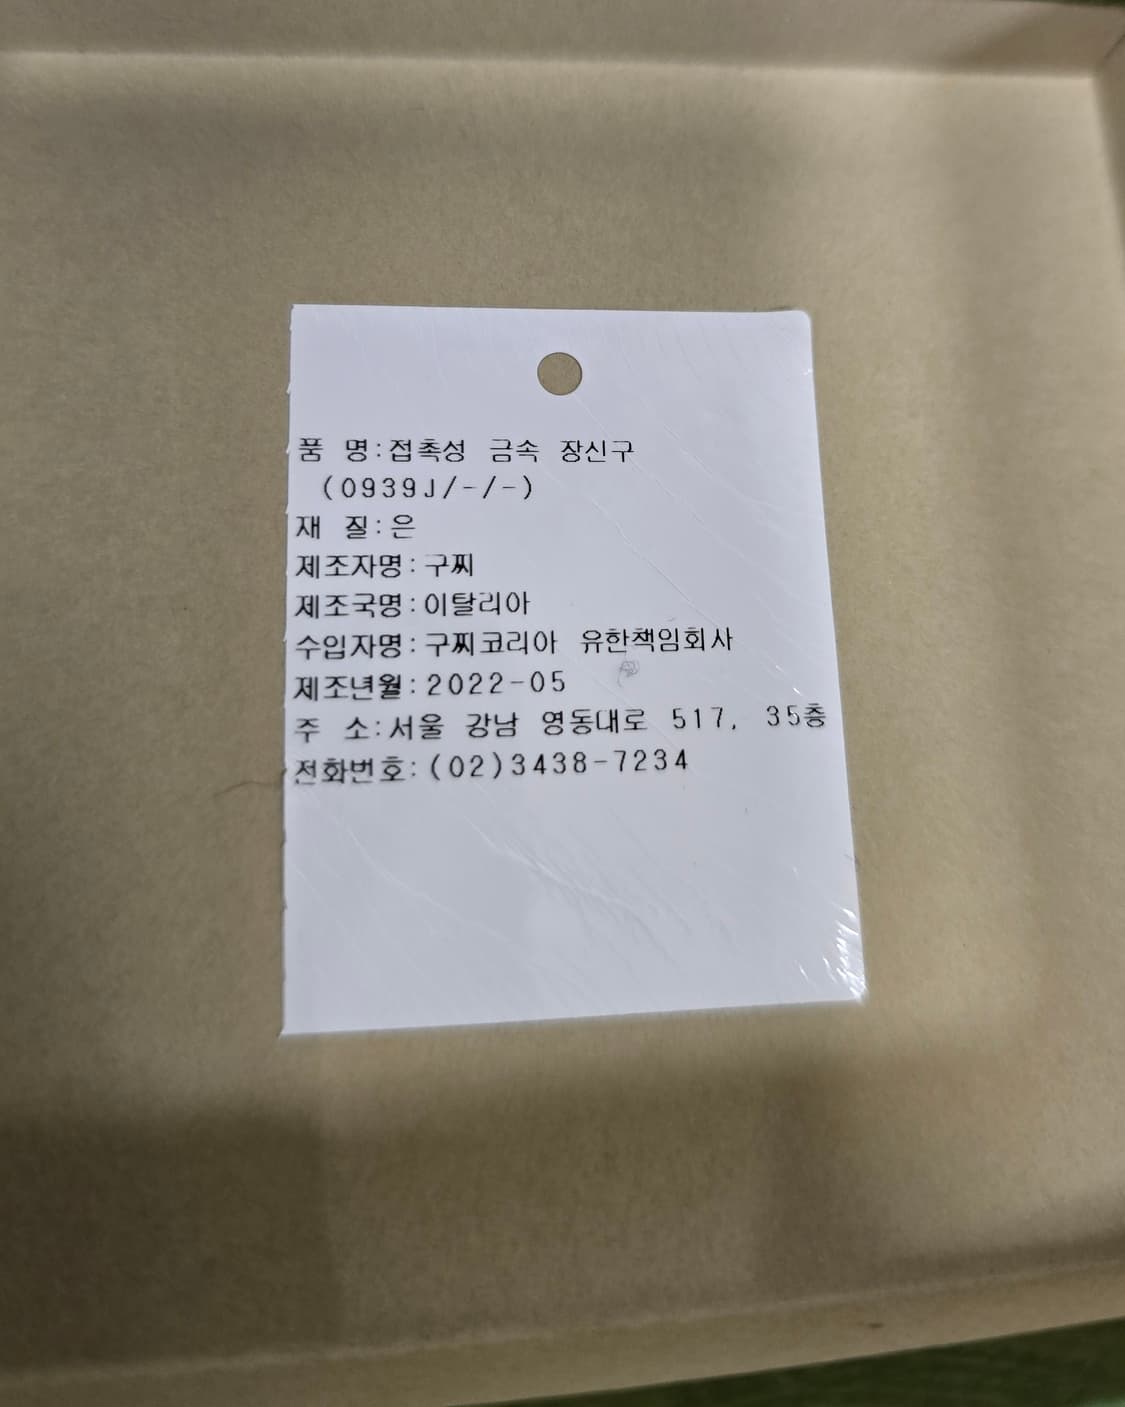 품 명:접촉성 금속 장신구
(0939J/-/-)
재 질:은
제조자명:구찌
제조국명:이탈리아
수입자명:구찌코리아 유한책임회사
제조년월:2022-05
주 소:서울 강남 영동대로 517, 35층
전화번호:(02)3438-7234